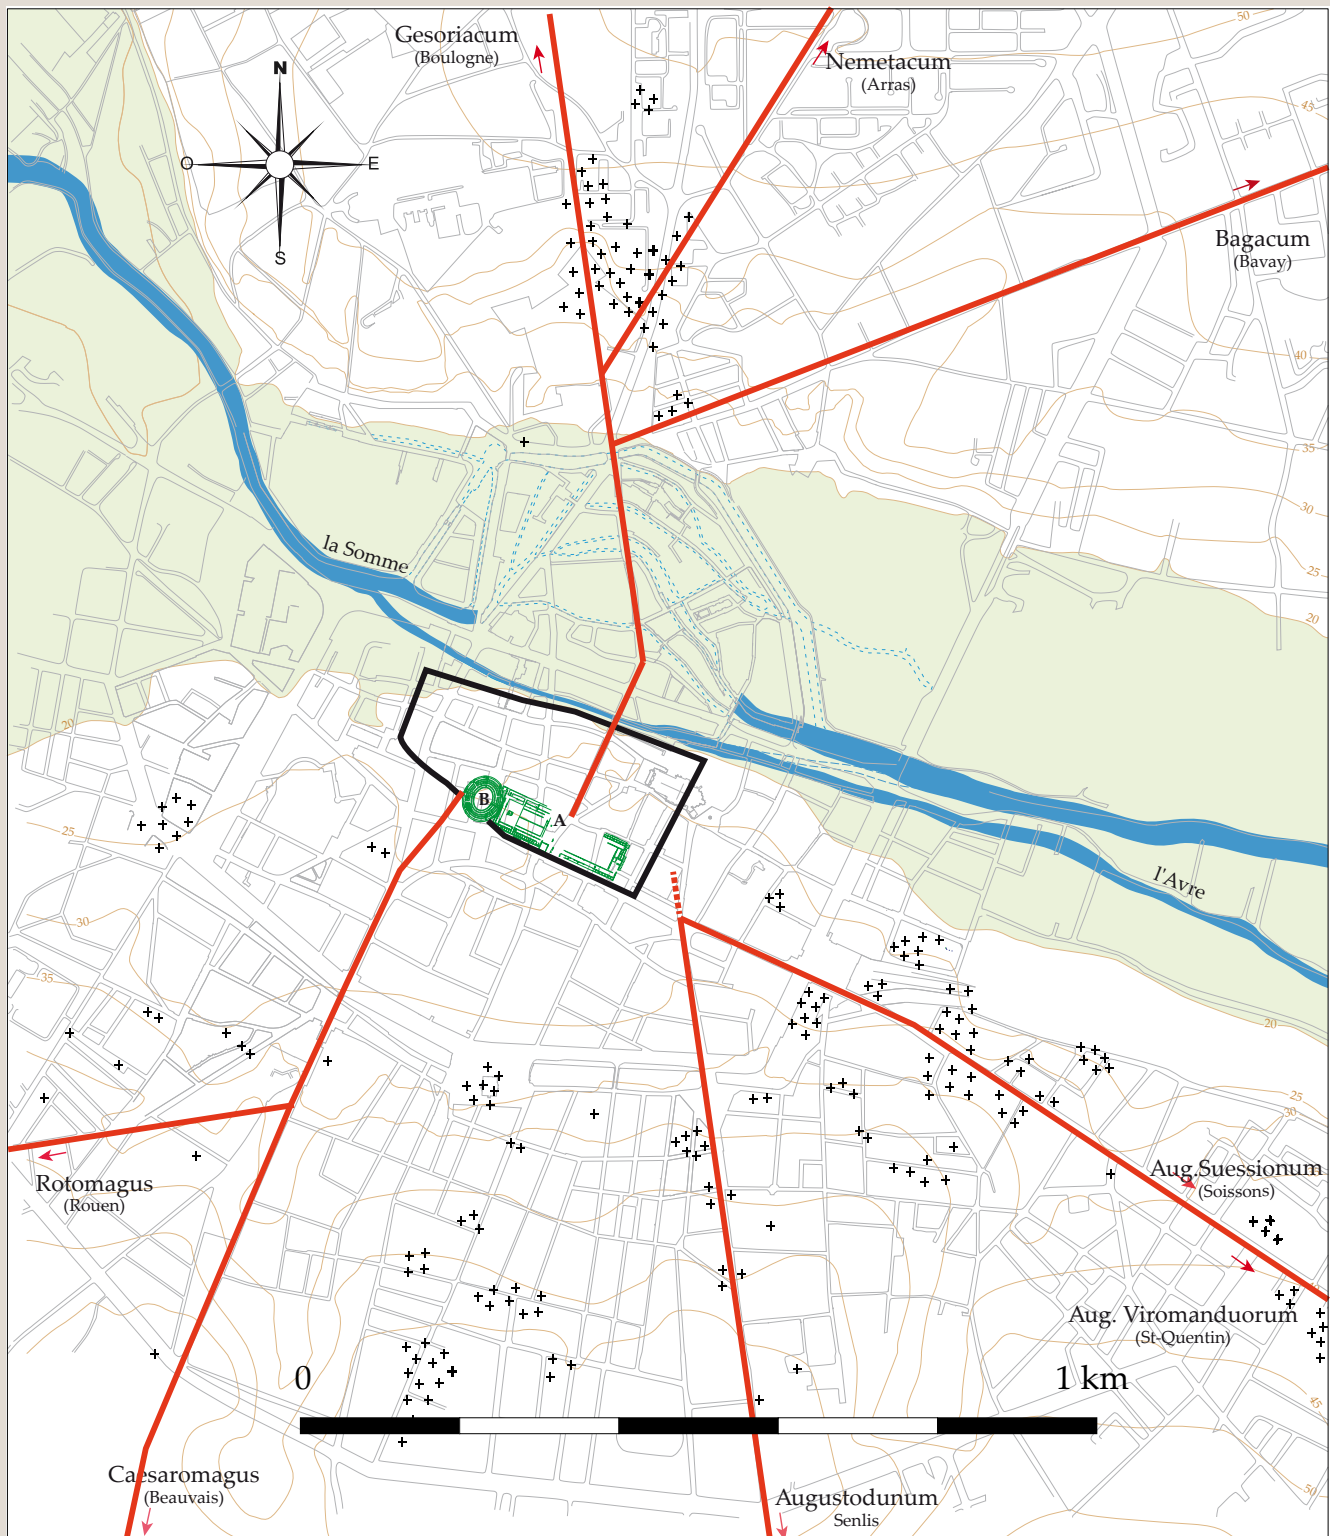 50
Gesoriacum
(Boulogne)
Nemetacum
(Arras)
N
45
O
E
S
Bagacum
(Bavay)
40
35
30
la Somme
25
20
20
B
A
25
l'Avre
30
35
20
25
30
Aug.Suessionum
(Soissons)
Rotomagus
(Rouen)
Aug. Viromanduorum
(St-Quentin)
0
1 km
45
Caesaromagus
(Beauvais)
50
Augustodunum
Senlis